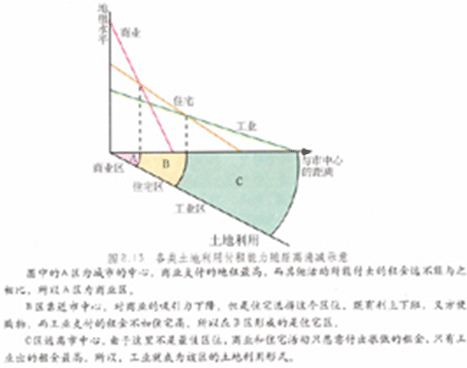 地租水平
商业
住宅
工业
与市中心
的距离
A
B
C
商业区
住宅区
工业区
土地利用
图2.15 各类土地利用付租能力随距离递减示意
图中的A区为城市的中心，商业支付的地租最高，而其他活动所能付出的租金远不能与之
相比，所以A区为商业区。
B区靠近市中心，对商业的吸引力下降，但是住宅选择这个区位，既有利上下班，又方便
购物，而工业支付的租金不如住宅高，所以在B区形成的是住宅区。
C区远离市中心，由于这里不是最佳区位，商业和住宅活动只愿意付出很低的租金，只有工
业出的租金最高，所以，工业就成为该区的土地利用形式。